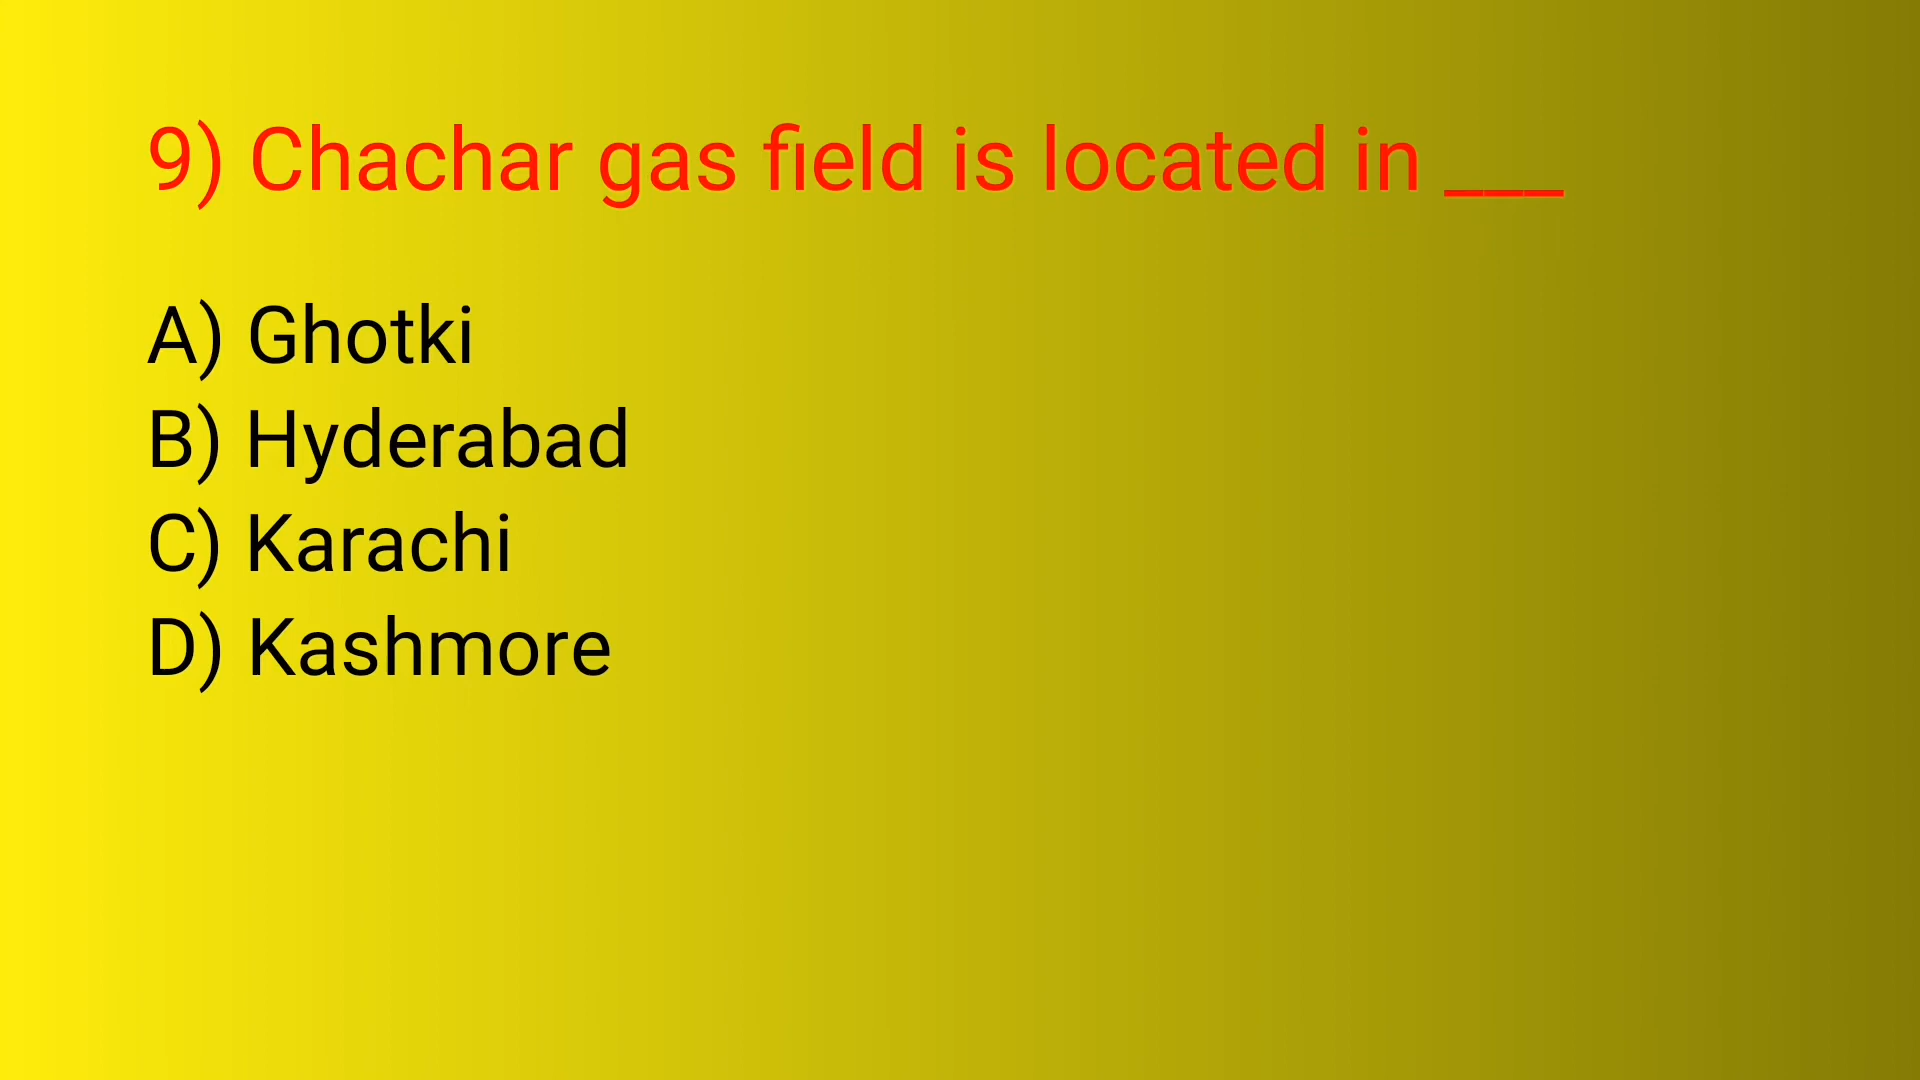 9) Chachar gas field is located in ___
A) Ghotki
B) Hyderabad
C) Karachi
D) Kashmore